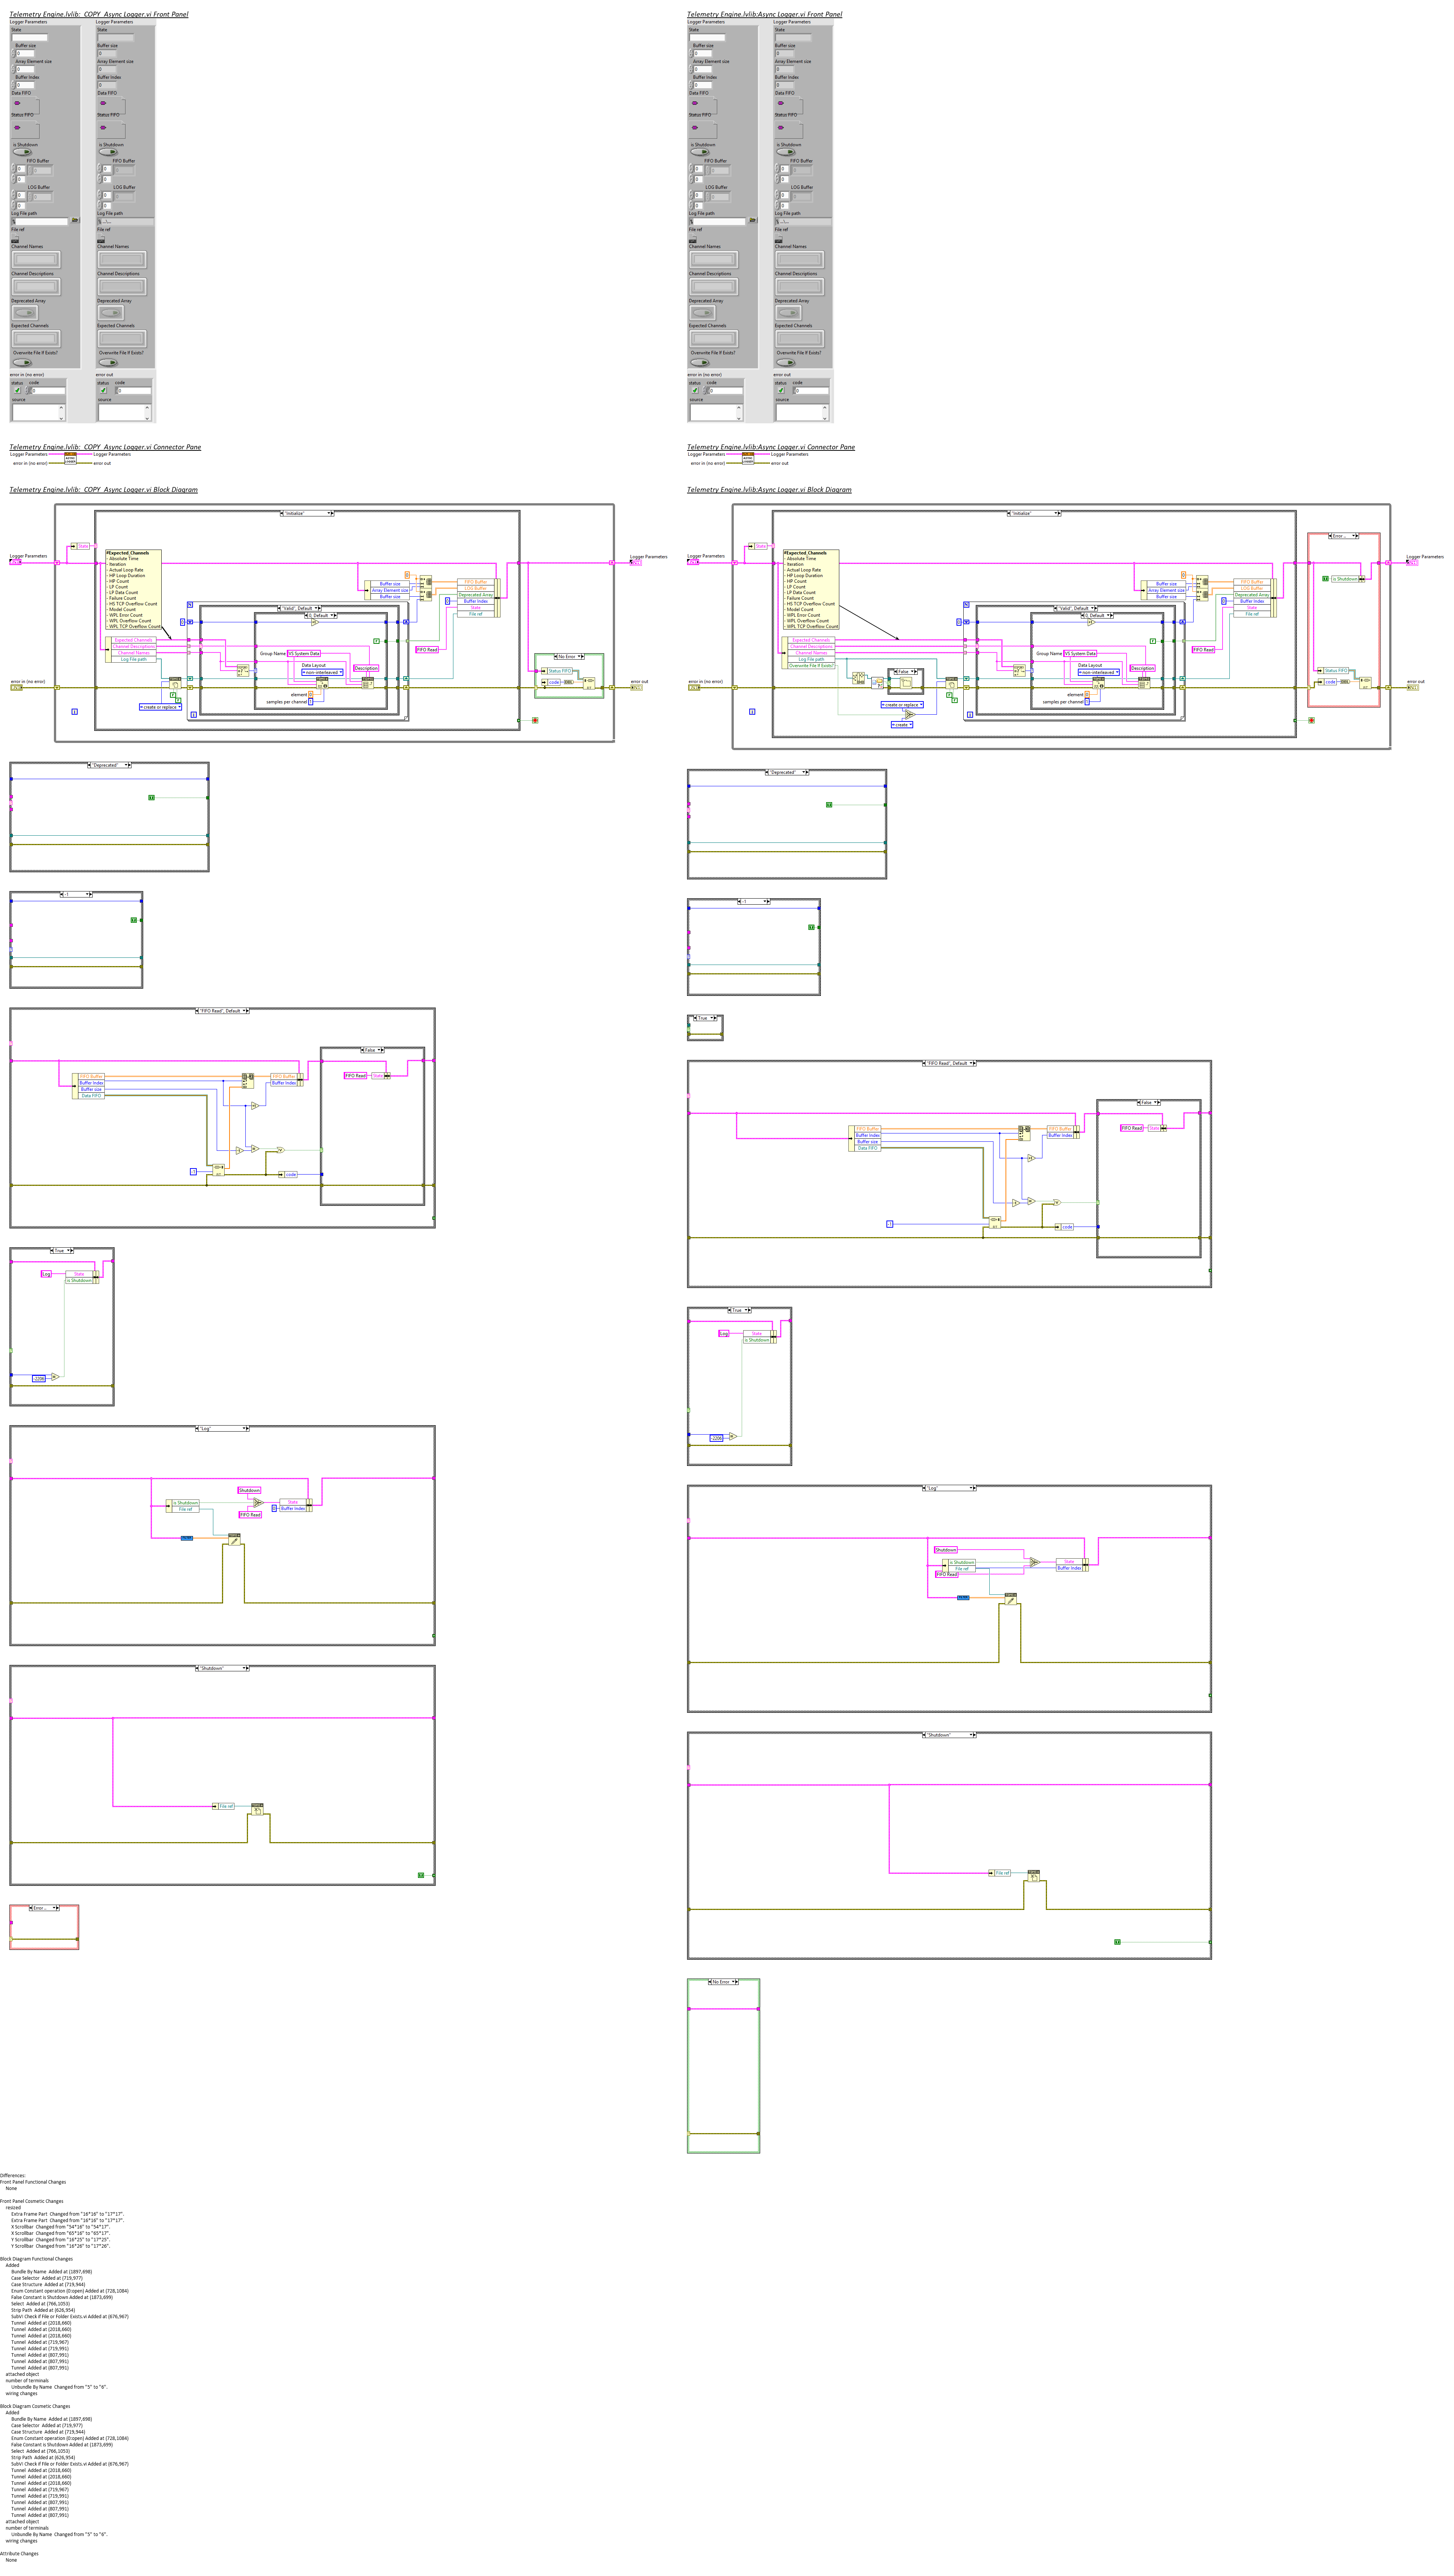 Telemetry Engine.lvlib:_COPY_Async Logger.vi Front Panel
Logger Parameters
Logger Parameters
State
State
Buffer size
Buffer size
0
0
Array Element size
Array Element size
0
0
Buffer Index
Buffer Index
0
0
Data FIFO
Data FIFO
Status FIFO
Status FIFO
is Shutdown
is Shutdown
FIFO Buffer
FIFO Buffer
LOG Buffer
LOG Buffer
Log File path
Log File path
File ref
File ref
Channel Names
Channel Names
Channel Descriptions
Channel Descriptions
Deprecated Array
Deprecated Array
Expected Channels
Expected Channels
Overwrite File If Exists?
Overwrite File If Exists?
error in (no error)
error out
status code
status code
source
source
Telemetry Engine.lvlib:Async Logger.vi Front Panel
Logger Parameters
Logger Parameters
State
State
Buffer size
Buffer size
0
0
Array Element size
Array Element size
0
0
Buffer Index
Buffer Index
0
0
Data FIFO
Data FIFO
Status FIFO
Status FIFO
is Shutdown
is Shutdown
FIFO Buffer
FIFO Buffer
LOG Buffer
LOG Buffer
Log File path
Log File path
File ref
File ref
Channel Names
Channel Names
Channel Descriptions
Channel Descriptions
Deprecated Array
Deprecated Array
Expected Channels
Expected Channels
Overwrite File If Exists?
Overwrite File If Exists?
error in (no error)
error out
status code
status code
source
source
Telemetry Engine.lvlib:_COPY_Async Logger.vi Connector Pane
Logger Parameters
Logger Parameters
error in (no error)
error out
Telemetry Engine.lvlib:Async Logger.vi Connector Pane
Logger Parameters
Logger Parameters
error in (no error)
error out
Telemetry Engine.lvlib:_COPY_Async Logger.vi Block Diagram
"Initialize"
State
Logger Parameters
Logger Parameters
#Expected_Channels
- Absolute Time
- Iteration
- Actual Loop Rate
- HP Loop Duration
- HP Count
- LP Count
- LP Data Count
- Failure Count
- HS TCP Overflow Count
- Model Count
- WPL Error Count
- WPL Overflow Count
- WPL TCP Overflow Count
Buffer size
Array Element size
Buffer size
FIFO Buffer
LOG Buffer
Deprecated Array
Buffer Index
State
File ref
"Valid", Default
0, Default
Expected Channels
Channel Descriptions
Channel Names
Log File path
Group Name
VS System Data
Data Layout
non-interleaved
Description
FIFO Read
element
samples per channel
create or replace
No Error
Status FIFO
code
error in (no error)
error out
Telemetry Engine.lvlib:Async Logger.vi Block Diagram
"Initialize"
State
Logger Parameters
Logger Parameters
#Expected_Channels
- Absolute Time
- Iteration
- Actual Loop Rate
- HP Loop Duration
- HP Count
- LP Count
- LP Data Count
- Failure Count
- HS TCP Overflow Count
- Model Count
- WPL Error Count
- WPL Overflow Count
- WPL TCP Overflow Count
Buffer size
Array Element size
Buffer size
FIFO Buffer
LOG Buffer
Deprecated Array
Buffer Index
State
File ref
"Valid", Default
0, Default
Expected Channels
Channel Descriptions
Channel Names
Log File path
Overwrite File If Exists?
False
Group Name
VS System Data
Data Layout
non-interleaved
Description
FIFO Read
element
samples per channel
create or replace
create
Error
is Shutdown
Status FIFO
code
error in (no error)
error out
"Deprecated"
"Deprecated"
-1
-1
True
"FIFO Read", Default
False
FIFO Buffer
Buffer Index
Buffer size
Data FIFO
FIFO Buffer
Buffer Index
FIFO Read
State
-1
code
"FIFO Read", Default
False
FIFO Buffer
Buffer Index
Buffer size
Data FIFO
FIFO Buffer
Buffer Index
FIFO Read
State
-1
code
True
Log
State
is Shutdown
-2206
True
Log
State
is Shutdown
-2206
"Log"
Shutdown
is Shutdown
File ref
FIFO Read
State
Buffer Index
"Log"
Shutdown
is Shutdown
File ref
FIFO Read
State
Buffer Index
"Shutdown"
File ref
"Shutdown"
File ref
Error
No Error
Differences:
Front Panel Functional Changes
None
Front Panel Cosmetic Changes
resized
Extra Frame Part Changed from "16*16" to "17*17".
Extra Frame Part Changed from "16*16" to "17*17".
X Scrollbar Changed from "54*16" to "54*17".
X Scrollbar Changed from "65*16" to "65*17".
Y Scrollbar Changed from "16*25" to "17*25".
Y Scrollbar Changed from "16*26" to "17*26".
Block Diagram Functional Changes
Added
Bundle By Name Added at (1897,698)
Case Selector Added at (719,977)
Case Structure Added at (719,944)
Enum Constant operation (0:open) Added at (728,1084)
False Constant is Shutdown Added at (1873,699)
Select Added at (766,1053)
Strip Path Added at (626,954)
SubVI Check if File or Folder Exists.vi Added at (676,967)
Tunnel Added at (2018,660)
Tunnel Added at (2018,660)
Tunnel Added at (2018,660)
Tunnel Added at (719,967)
Tunnel Added at (719,991)
Tunnel Added at (807,991)
Tunnel Added at (807,991)
Tunnel Added at (807,991)
attached object
number of terminals
Unbundle By Name Changed from "5" to "6".
wiring changes
Block Diagram Cosmetic Changes
Added
Bundle By Name Added at (1897,698)
Case Selector Added at (719,977)
Case Structure Added at (719,944)
Enum Constant operation (0:open) Added at (728,1084)
False Constant is Shutdown Added at (1873,699)
Select Added at (766,1053)
Strip Path Added at (626,954)
SubVI Check if File or Folder Exists.vi Added at (676,967)
Tunnel Added at (2018,660)
Tunnel Added at (2018,660)
Tunnel Added at (2018,660)
Tunnel Added at (719,967)
Tunnel Added at (719,991)
Tunnel Added at (807,991)
Tunnel Added at (807,991)
Tunnel Added at (807,991)
attached object
number of terminals
Unbundle By Name Changed from "5" to "6".
wiring changes
Attribute Changes
None